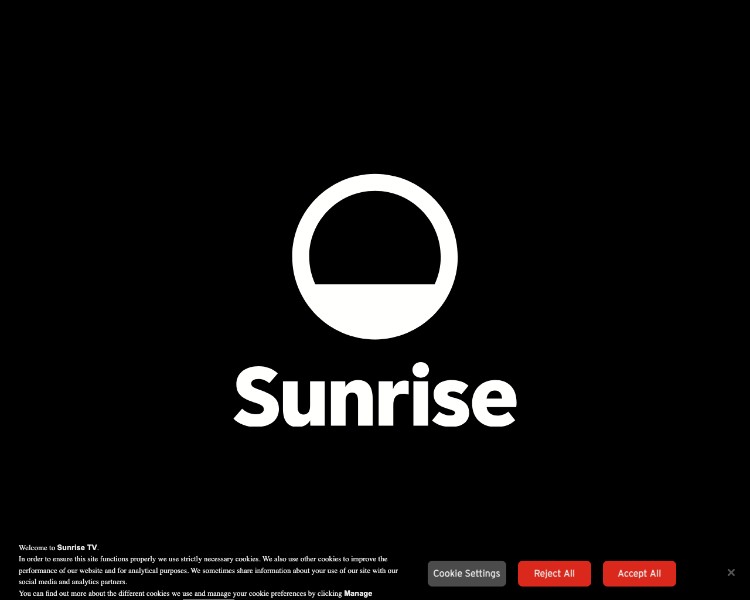 Sunrise
Welcome to Sunrise TV.
In order to ensure this site functions properly we use strictly necessary cookies. We also use other cookies to improve the
performance of our website and for analytical purposes. We sometimes share information about your use of our site with our
social media and analytics partners.
You can find out more about the different cookies we use and manage your cookie preferences by clicking Manage
Cookie Settings
Reject All
Accept All